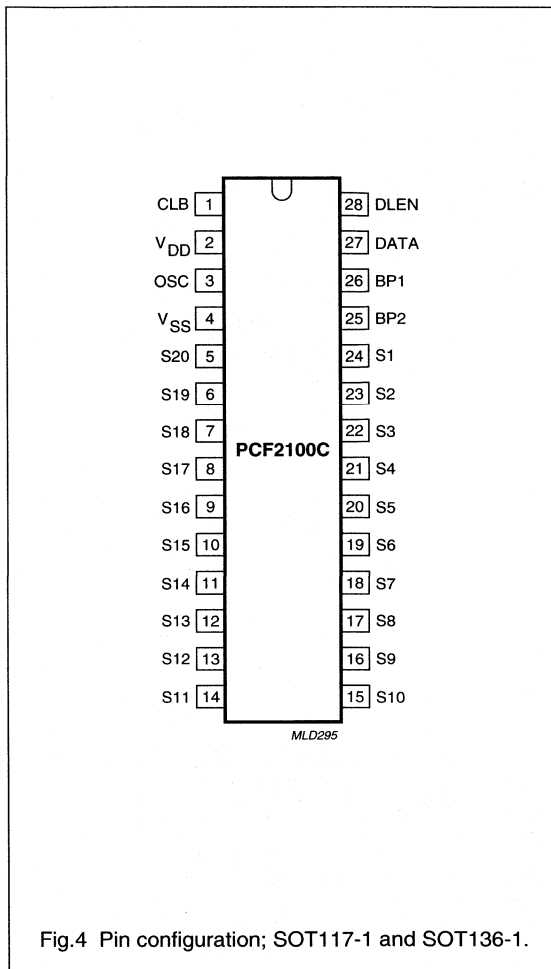 CLB 1 28 DLEN
VDD 2 27 DATA
OSC 3 26 BP1
VSS 4 25 BP2
S20 5 24 S1
S19 6 23 S2
S18 7 22 S3
PCF2100C
S17 8 21 S4
S16 9 20 S5
S15 10 19 S6
S14 11 18 S7
S13 12 17 S8
S12 13 16 S9
S11 14 15 S10
MLD295
Fig.4 Pin configuration; SOT117-1 and SOT136-1.